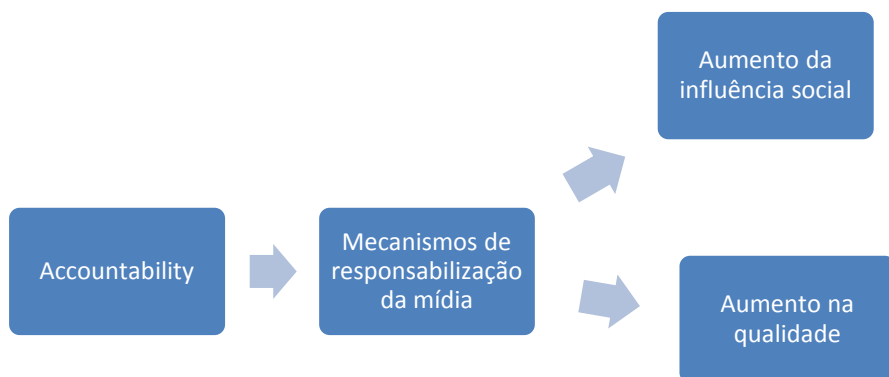 Aumento da
influência social
Accountability
Mecanismos de
responsabilização
da mídia
Aumento na
qualidade